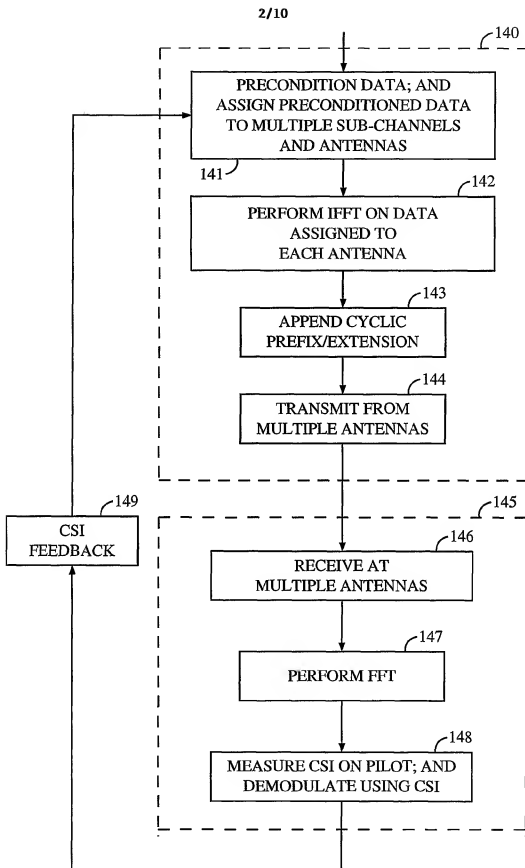 2/10
140
PRECONDITION DATA; AND
ASSIGN PRECONDITIONED DATA
TO MULTIPLE SUB-CHANNELS
AND ANTENNAS
141
142
PERFORM IFFT ON DATA
ASSIGNED TO
EACH ANTENNA
143
APPEND CYCLIC
PREFIX/EXTENSION
144
TRANSMIT FROM
MULTIPLE ANTENNAS
149
CSI
FEEDBACK
145
146
RECEIVE AT
MULTIPLE ANTENNAS
147
PERFORM FFT
148
MEASURE CSI ON PILOT; AND
DEMODULATE USING CSI